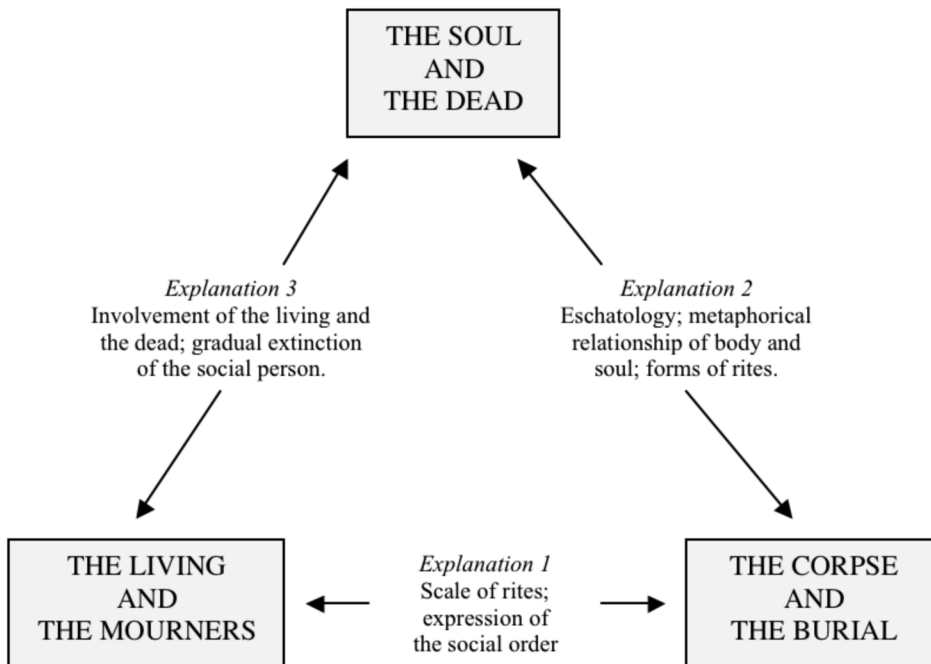 THE SOUL
AND
THE DEAD
Explanation 3
Involvement of the living and
the dead; gradual extinction
of the social person.
Explanation 2
Eschatology; metaphorical
relationship of body and
soul; forms of rites.
THE LIVING
AND
THE MOURNERS
Explanation 1
Scale of rites;
expression of
the social order
THE CORPSE
AND
THE BURIAL